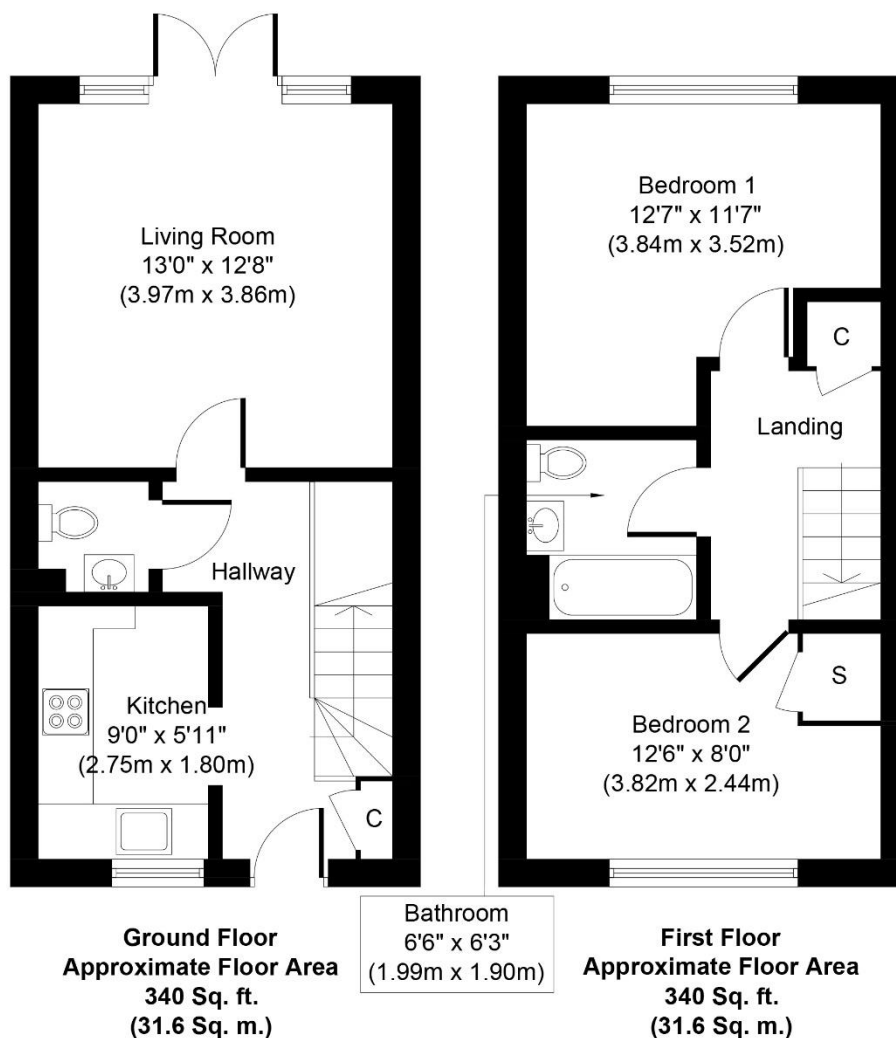 Living Room
13'0" x 12'8"
(3.97m x 3.86m)
Hallway
Kitchen
9'0" x 5'11"
(2.75m x 1.80m)
C
Ground Floor
Approximate Floor Area
340 Sq. ft.
(31.6 Sq. m.)
Bedroom 1
12'7" x 11'7"
(3.84m x 3.52m)
C
Landing
S
Bedroom 2
12'6" x 8'0"
(3.82m x 2.44m)
Bathroom
6'6" x 6'3"
(1.99m x 1.90m)
First Floor
Approximate Floor Area
340 Sq. ft.
(31.6 Sq. m.)